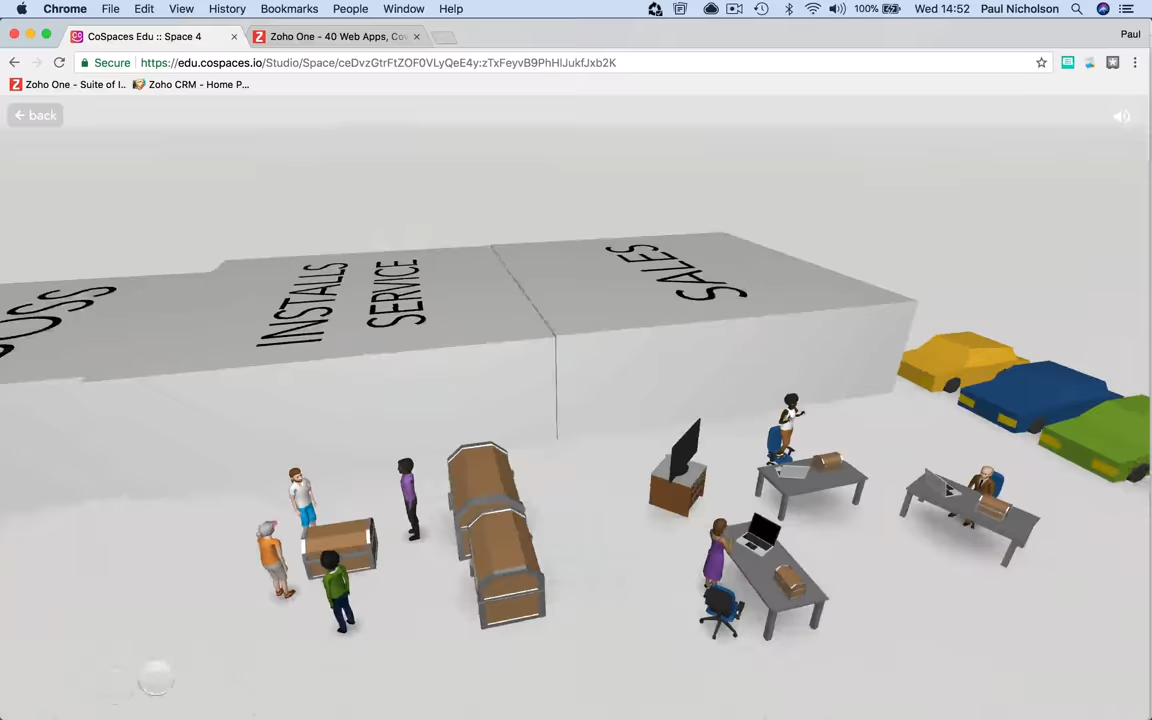 Chrome File Edit View History Bookmarks People Window Help 100% Wed 14:52 Paul Nicholson
CoSpaces Edu :: Space 4 Zoho One - 40 Web Apps, Co Paul
Secure https://edu.cospaces.io/Studio/Space/ceDvzGtrFtZOF0VLyQeE4y:zTxFeyvB9PhHlJukfJxb2K
Zoho One - Suite of I.. Zoho CRM - Home P...
back
INSTALLS
SERVICE
SALES